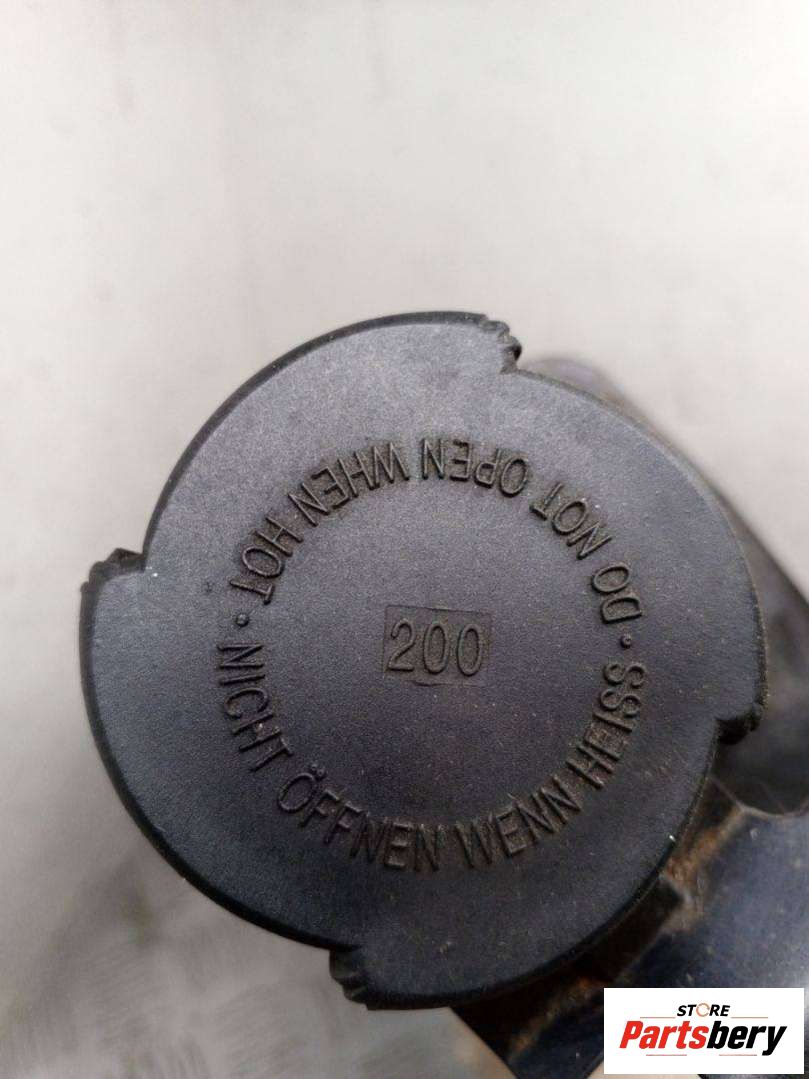 DO NOT OPEN WHEN HOT ·
NICHT ÖFFNEN WENN HEISS ·
200
STORE
Partsbery